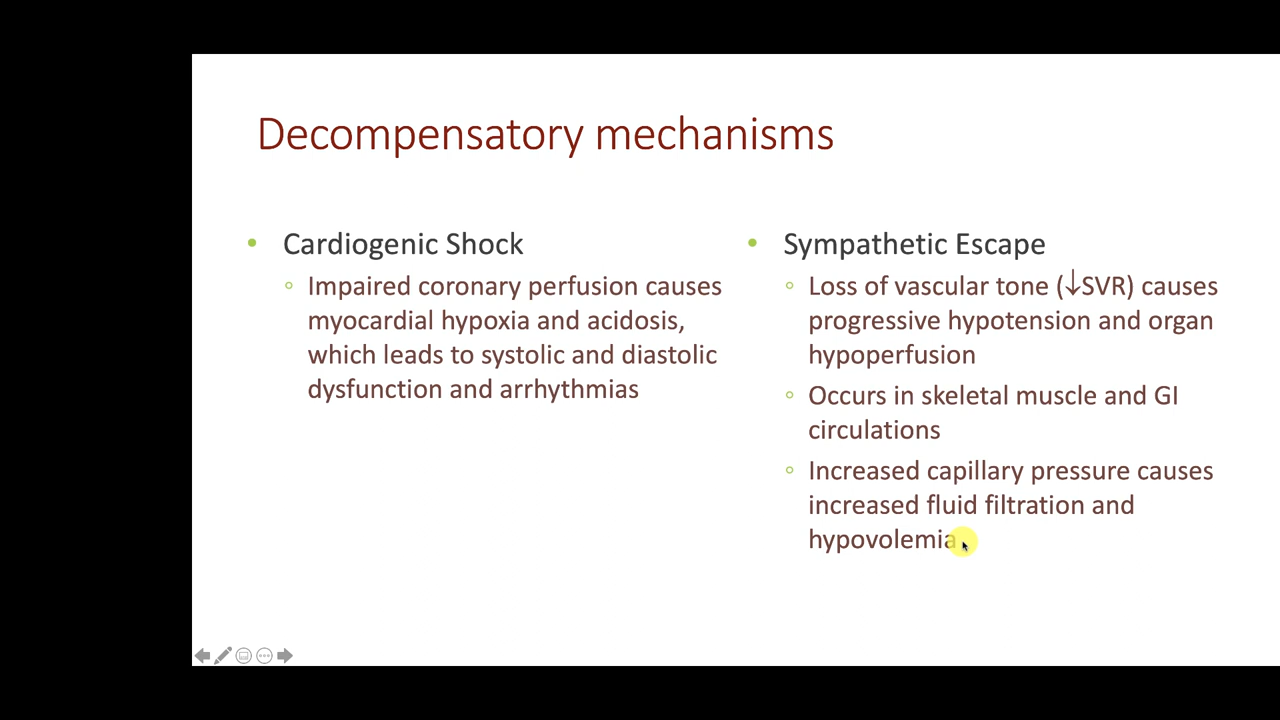 Decompensatory mechanisms
• Cardiogenic Shock
◦ Impaired coronary perfusion causes
myocardial hypoxia and acidosis,
which leads to systolic and diastolic
dysfunction and arrhythmias
• Sympathetic Escape
◦ Loss of vascular tone (↓SVR) causes
progressive hypotension and organ
hypoperfusion
◦ Occurs in skeletal muscle and GI
circulations
◦ Increased capillary pressure causes
increased fluid filtration and
hypovolemia